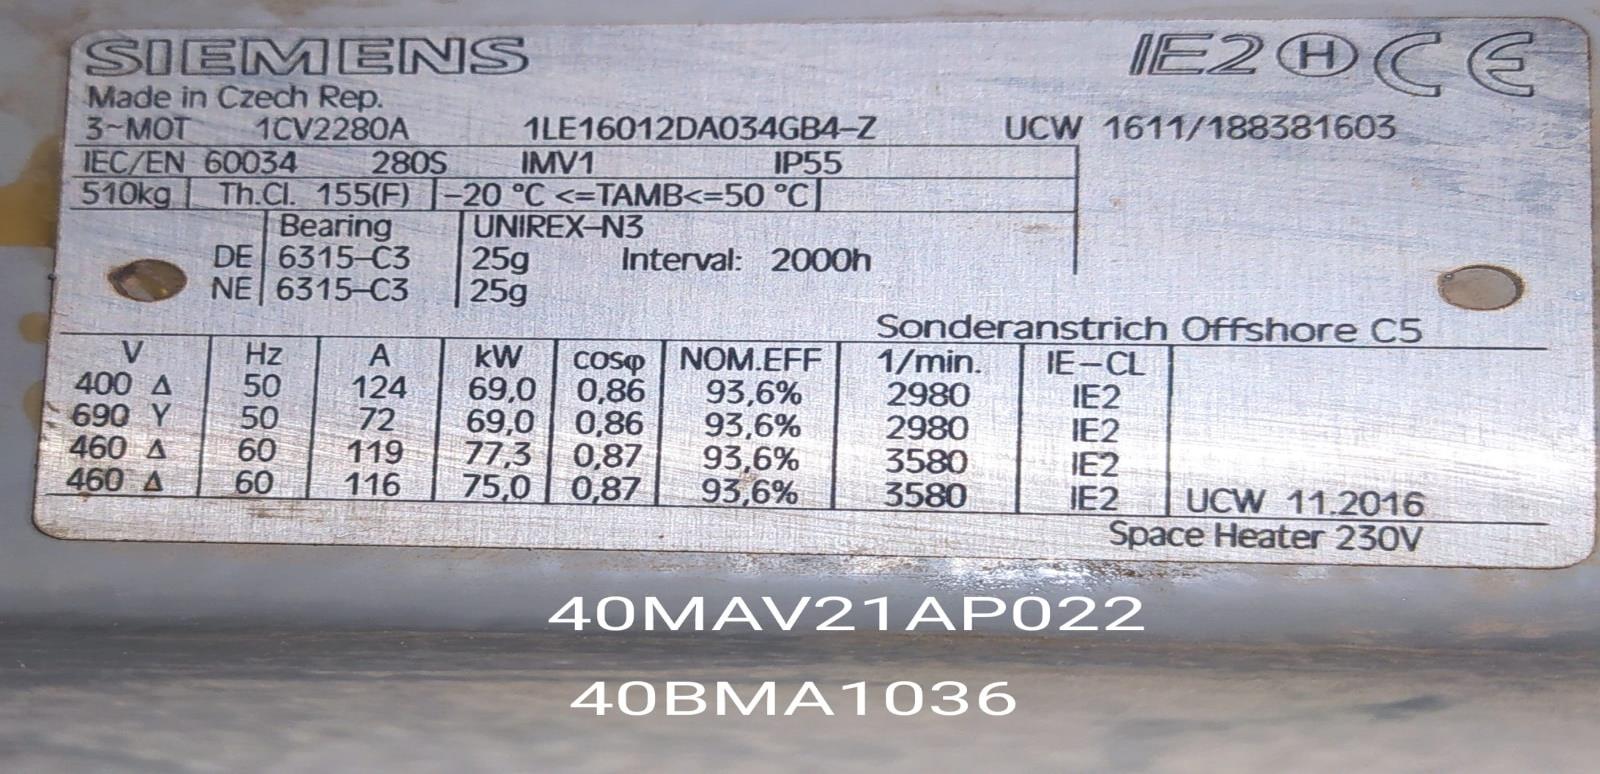 SIEMENS IE2 H CE
Made in Czech Rep.
3~MOT 1CV2280A 1LE16012DA034GB4-Z UCW 1611/188381603
IEC/EN 60034 280S IMV1 IP55
510kg Th.Cl. 155(F) -20 °C <=TAMB<=50 °C
Bearing UNIREX-N3
DE 6315-C3 25g Interval: 2000h
NE 6315-C3 25g
Sonderanstrich Offshore C5
V Hz A kW cosφ NOM.EFF 1/min. IE-CL
400 Δ 50 124 69,0 0,86 93,6% 2980 IE2
690 Y 50 72 69,0 0,86 93,6% 2980 IE2
460 Δ 60 119 77,3 0,87 93,6% 3580 IE2
460 Δ 60 116 75,0 0,87 93,6% 3580 IE2 UCW 11.2016
Space Heater 230V
40MAV21AP022
40BMA1036